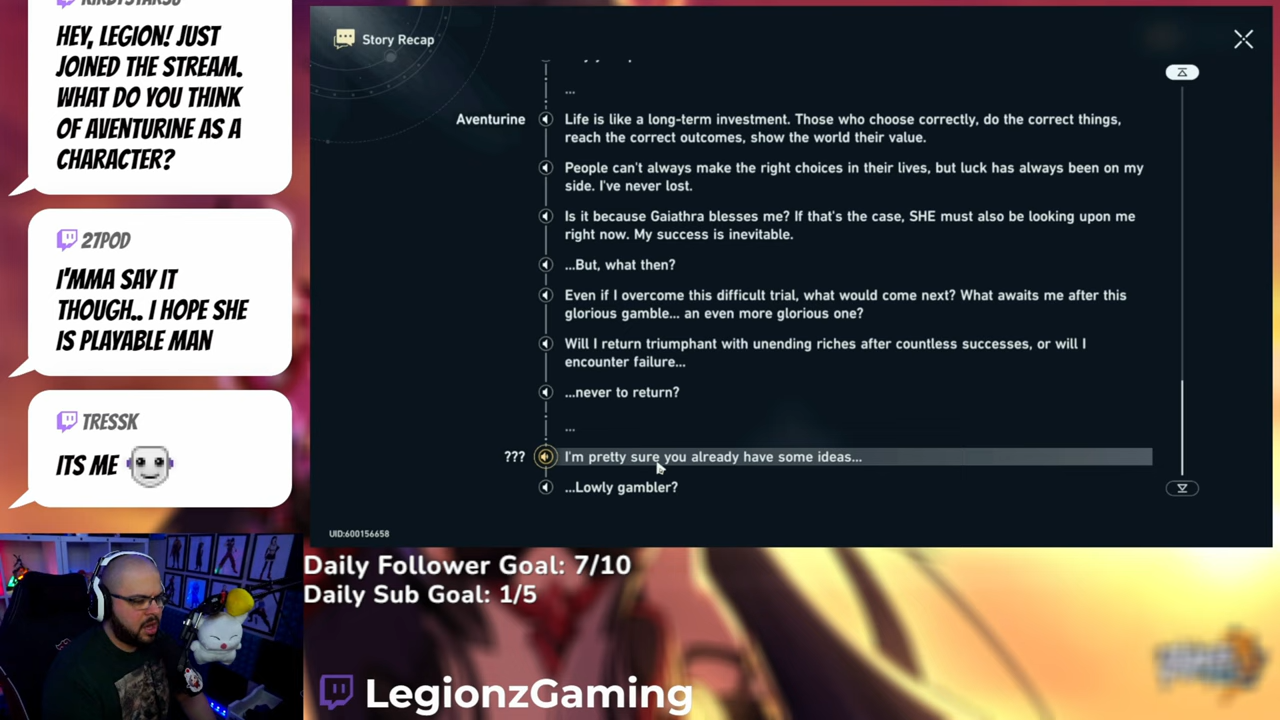 HEY, LEGION! JUST
JOINED THE STREAM.
WHAT DO YOU THINK
OF AVENTURINE AS A
CHARACTER?
27POD
I'MMA SAY IT
THOUGH.. I HOPE SHE
IS PLAYABLE MAN
TRESSK
ITS ME
Story Recap
...
Aventurine
Life is like a long-term investment. Those who choose correctly, do the correct things,
reach the correct outcomes, show the world their value.
People can't always make the right choices in their lives, but luck has always been on my
side. I've never lost.
Is it because Gaiathra blesses me? If that's the case, SHE must also be looking upon me
right now. My success is inevitable.
...But, what then?
Even if I overcome this difficult trial, what would come next? What awaits me after this
glorious gamble... an even more glorious one?
Will I return triumphant with unending riches after countless successes, or will I
encounter failure...
...never to return?
...
??? I'm pretty sure you already have some ideas...
...Lowly gambler?
UID:600156658
Daily Follower Goal: 7/10
Daily Sub Goal: 1/5
LegionzGaming